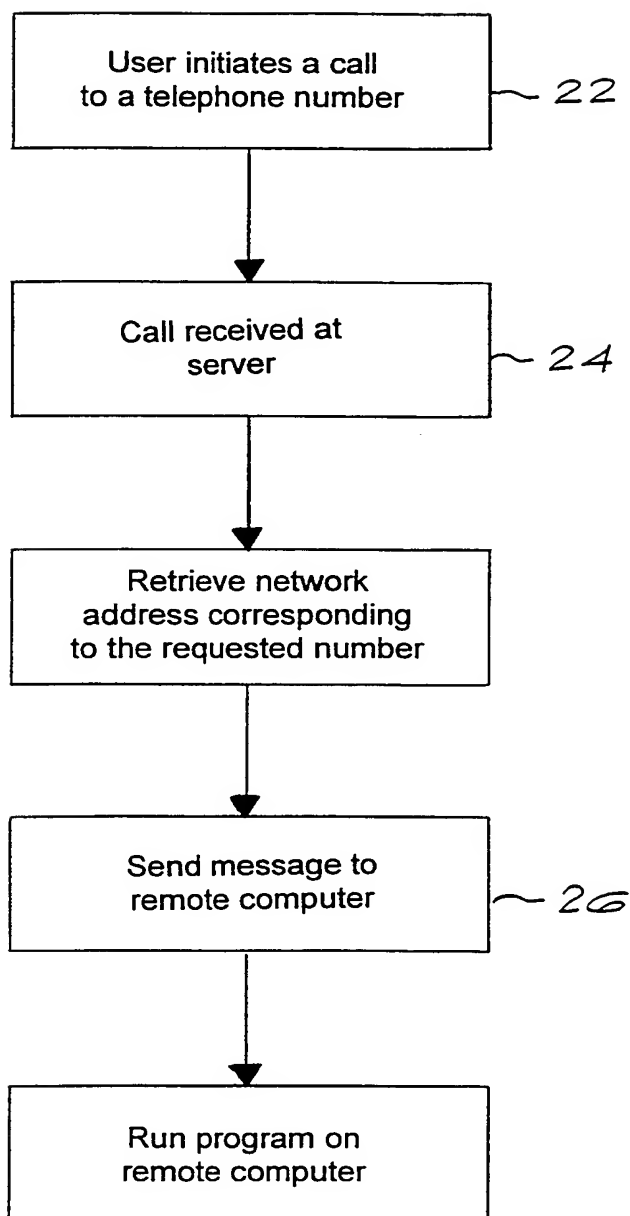 User initiates a call
to a telephone number
22
Call received at
server
24
Retrieve network
address corresponding
to the requested number
Send message to
remote computer
26
Run program on
remote computer